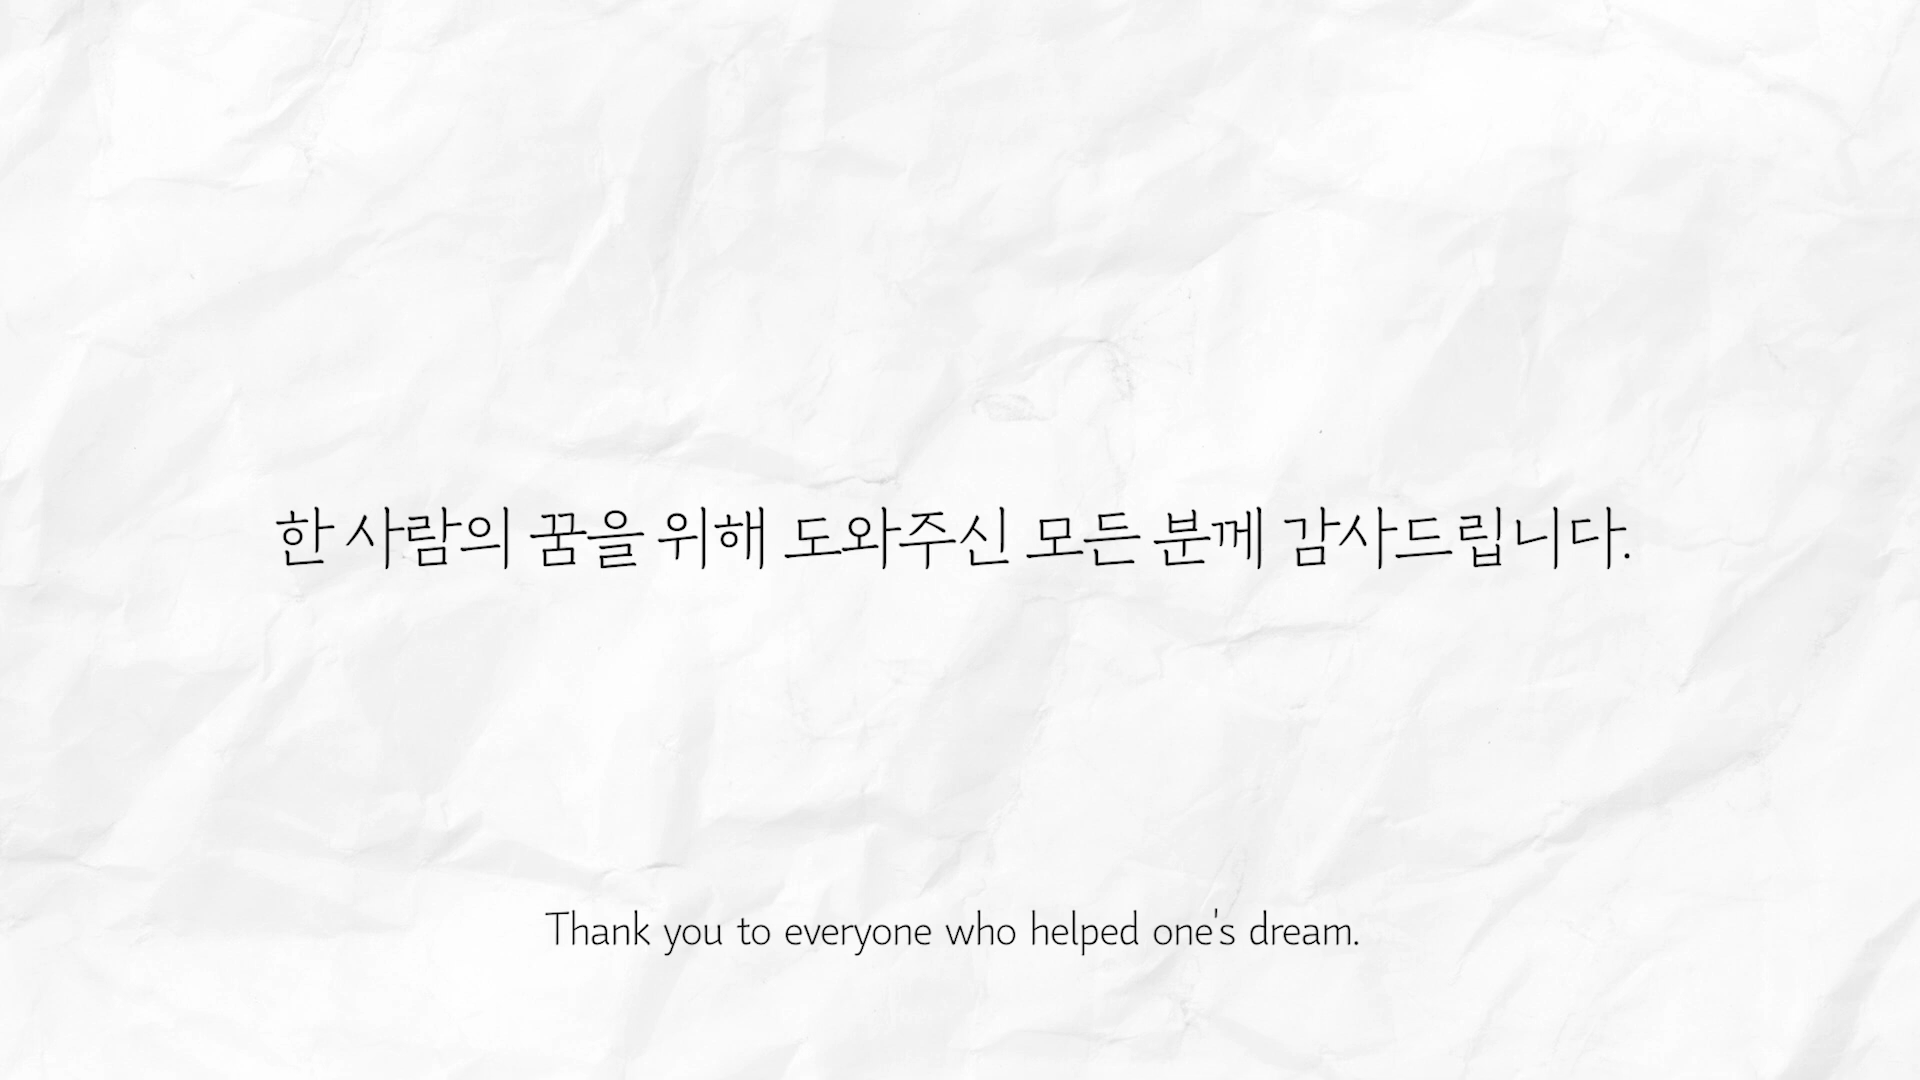 한 사람의 꿈을 위해 도와주신 모든 분께 감사드립니다.
Thank you to everyone who helped one's dream.